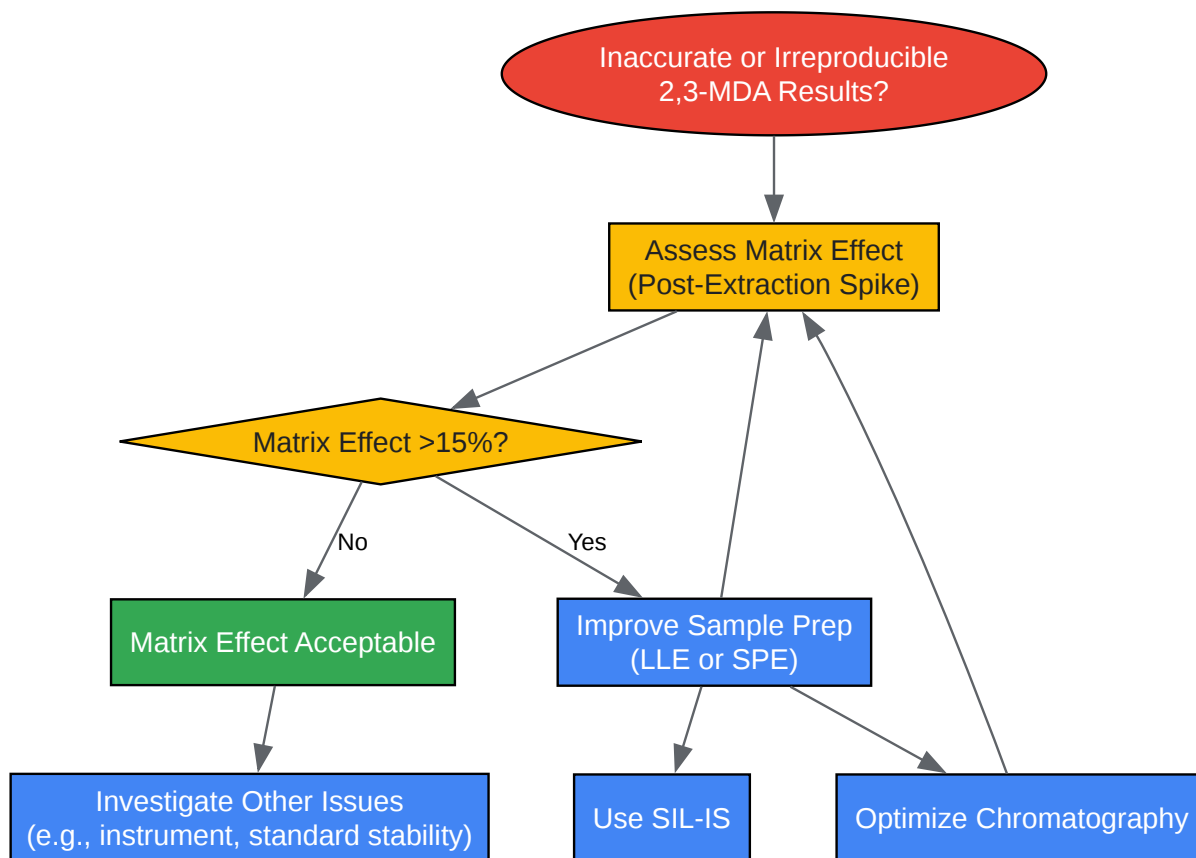 Inaccurate or Irreproducible
2,3-MDA Results?
Assess Matrix Effect
(Post-Extraction Spike)
Matrix Effect >15%?
No
Yes
Matrix Effect Acceptable
Improve Sample Prep
(LLE or SPE)
Investigate Other Issues
(e.g., instrument, standard stability)
Use SIL-IS
Optimize Chromatography